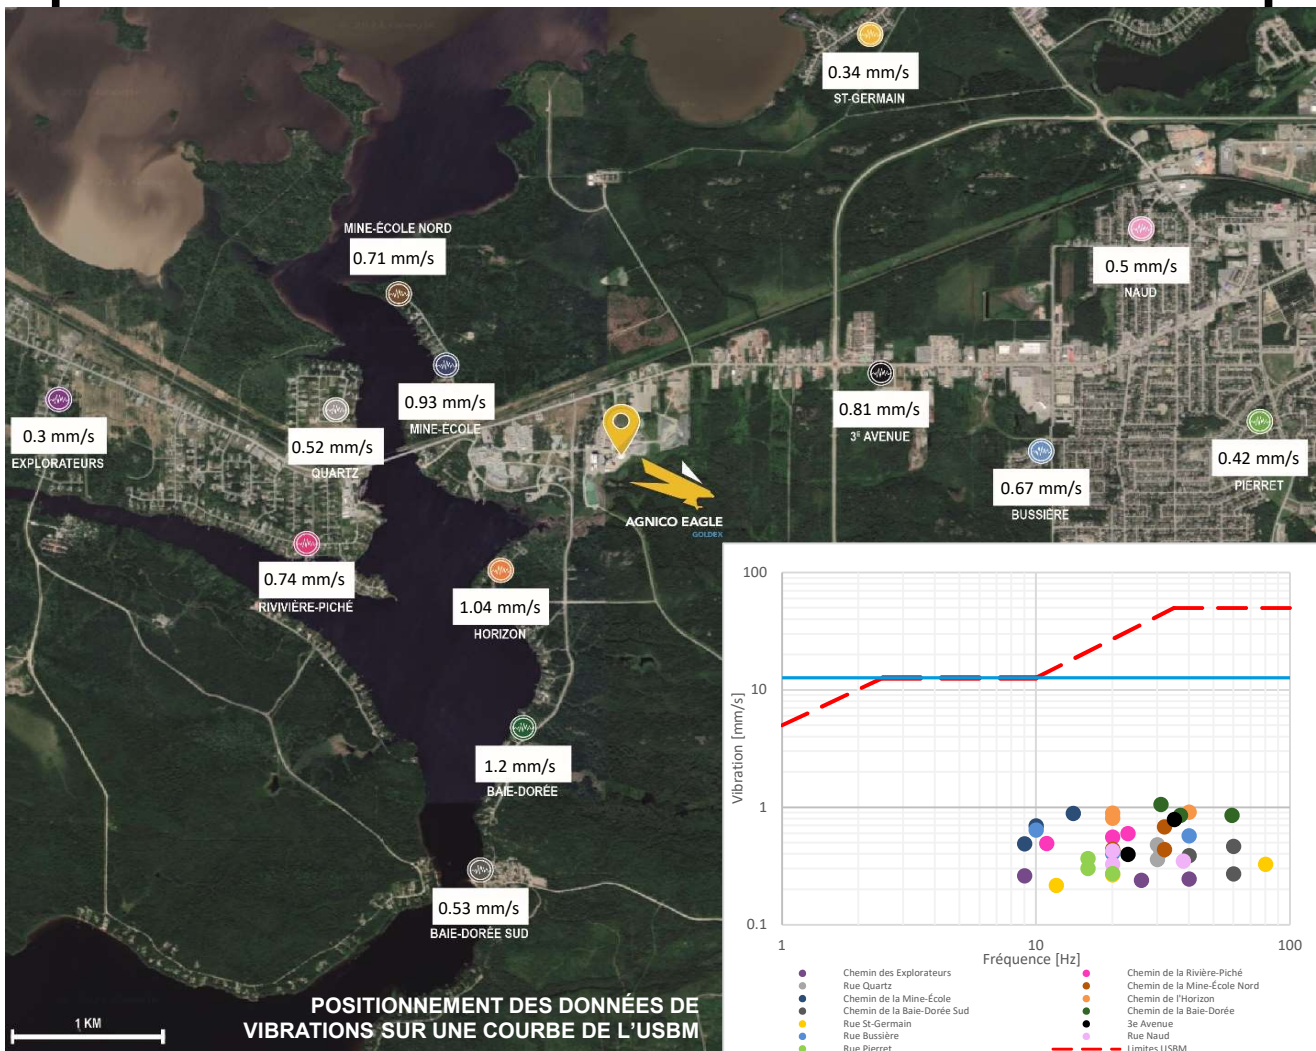 0.34 mm/s
ST-GERMAIN
MINE-ÉCOLE NORD
0.71 mm/s
0.5 mm/s
NAUD
0.93 mm/s
MINE-ÉCOLE
0.3 mm/s
EXPLORATEURS
0.52 mm/s
QUARTZ
0.81 mm/s
3E AVENUE
0.42 mm/s
PIERRET
0.67 mm/s
BUSSIÈRE
AGNICO EAGLE
GOLDEX
0.74 mm/s
RIVIVIÈRE-PICHÉ
1.04 mm/s
HORIZON
1.2 mm/s
BAIE-DORÉE
0.53 mm/s
BAIE-DORÉE SUD
POSITIONNEMENT DES DONNÉES DE
VIBRATIONS SUR UNE COURBE DE L'USBM
1 KM
100
10
1
0.1
Vibration [mm/s]
1
10
100
Fréquence [Hz]
Chemin des Explorateurs
Chemin de la Rivière-Piché
Rue Quartz
Chemin de la Mine-École Nord
Chemin de la Mine-École
Chemin de l'Horizon
Chemin de la Baie-Dorée Sud
Chemin de la Baie-Dorée
Rue St-Germain
3e Avenue
Rue Bussière
Rue Naud
Rue Pierret
Limites USBM